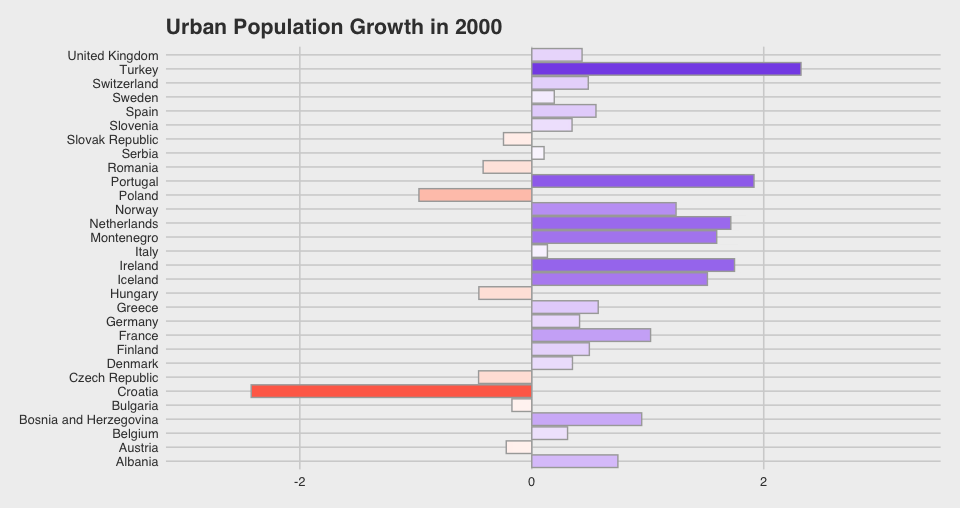 Urban Population Growth in 2000
United Kingdom
Turkey
Switzerland
Sweden
Spain
Slovenia
Slovak Republic
Serbia
Romania
Portugal
Poland
Norway
Netherlands
Montenegro
Italy
Ireland
Iceland
Hungary
Greece
Germany
France
Finland
Denmark
Czech Republic
Croatia
Bulgaria
Bosnia and Herzegovina
Belgium
Austria
Albania
-2 0 2